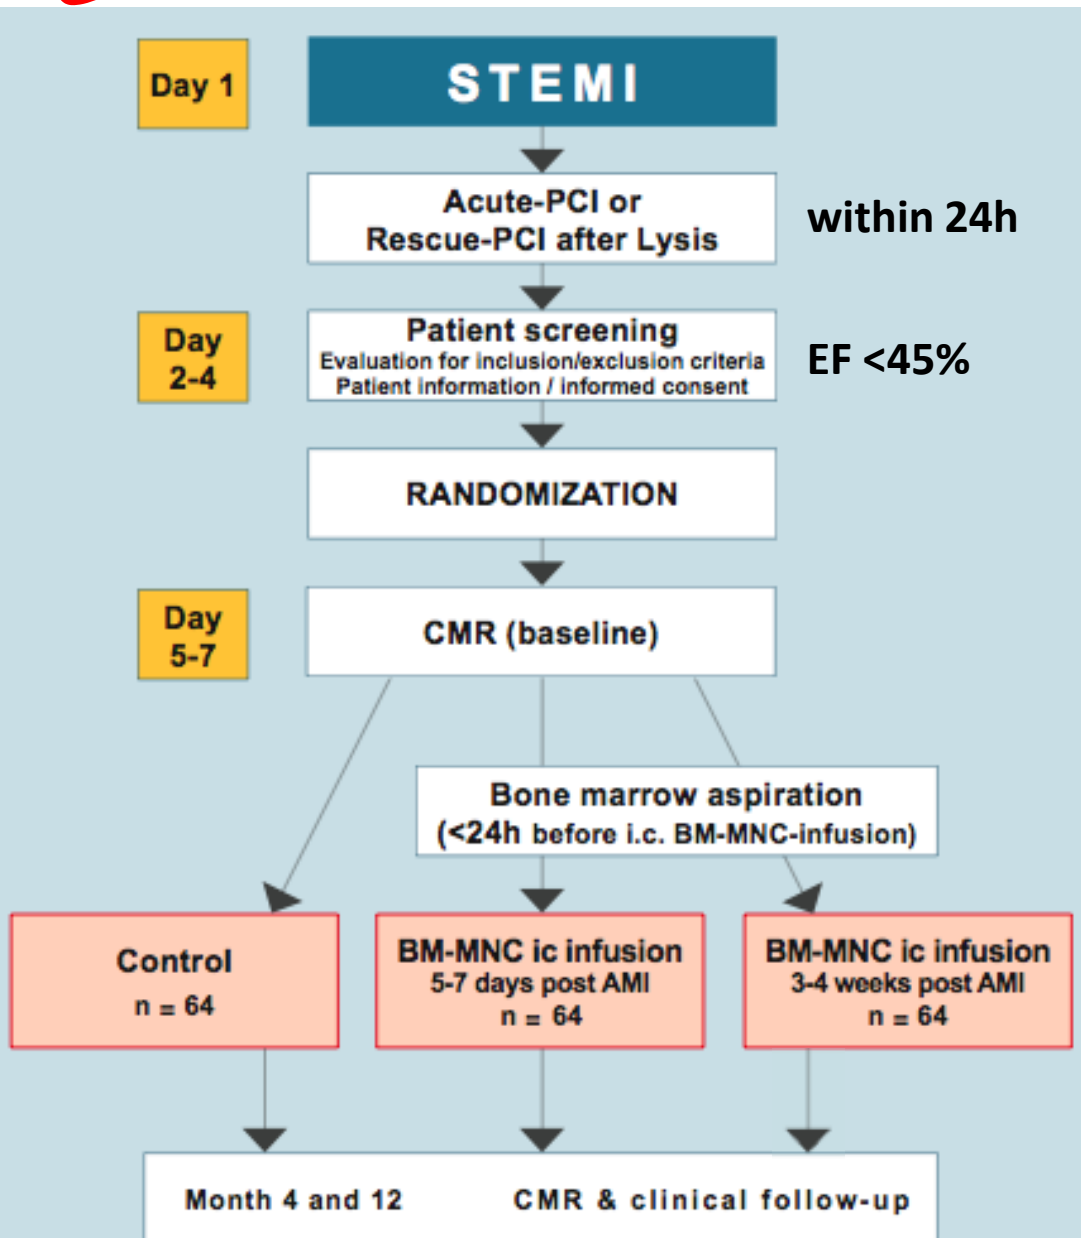 Day 1
STEMI
Acute-PCI or
Rescue-PCI after Lysis
within 24h
Day
2-4
Patient screening
Evaluation for inclusion/exclusion criteria
Patient information / informed consent
EF <45%
RANDOMIZATION
Day
5-7
CMR (baseline)
Bone marrow aspiration
(<24h before i.c. BM-MNC-infusion)
Control
n = 64
BM-MNC ic infusion
5-7 days post AMI
n = 64
BM-MNC ic infusion
3-4 weeks post AMI
n = 64
Month 4 and 12 CMR & clinical follow-up